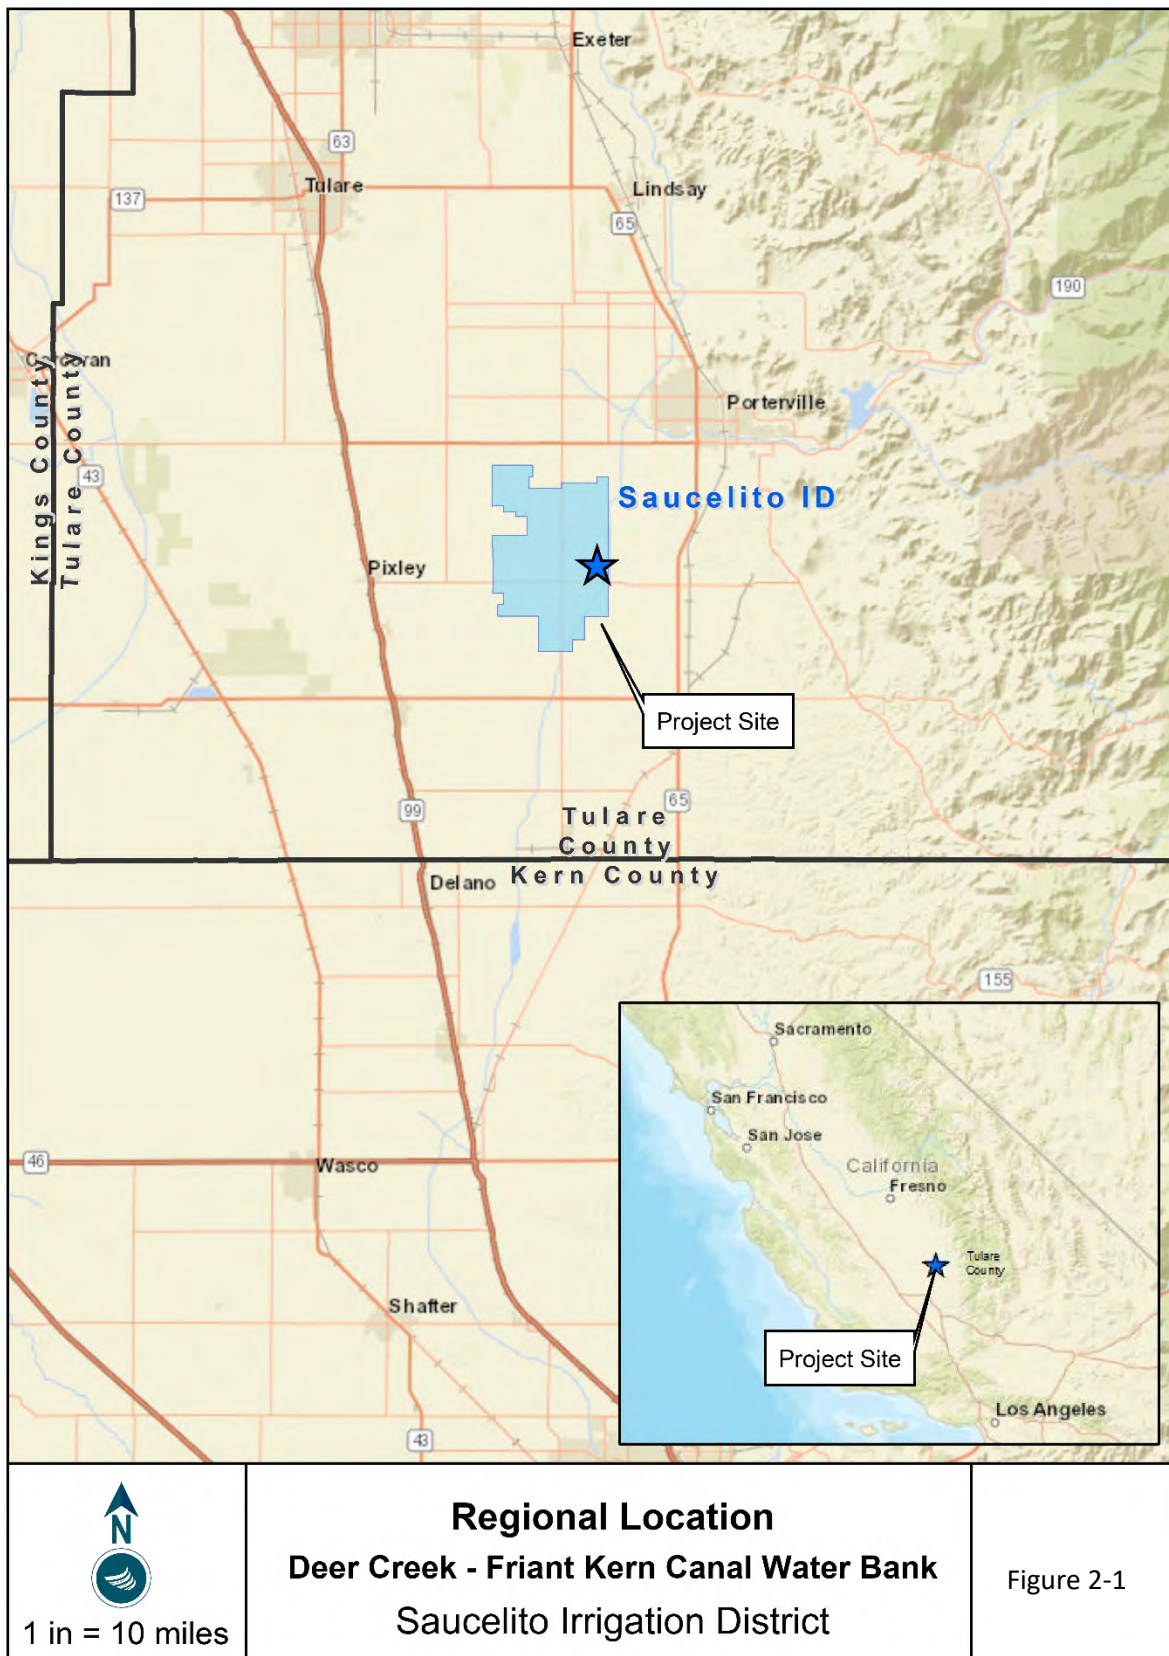 Exeter
63
Tulare
Lindsay
137
65
190
Corcoran
Porterville
Kings County
Tulare County
43
Saucelito ID
Pixley
Project Site
99
65
Tulare
County
Delano
Kern County
155
Sacramento
San Francisco
San Jose
California
Fresno
Tulare
County
Project Site
Los Angeles
46
Wasco
Shafter
43
N
1 in = 10 miles
Regional Location
Deer Creek - Friant Kern Canal Water Bank
Saucelito Irrigation District
Figure 2-1